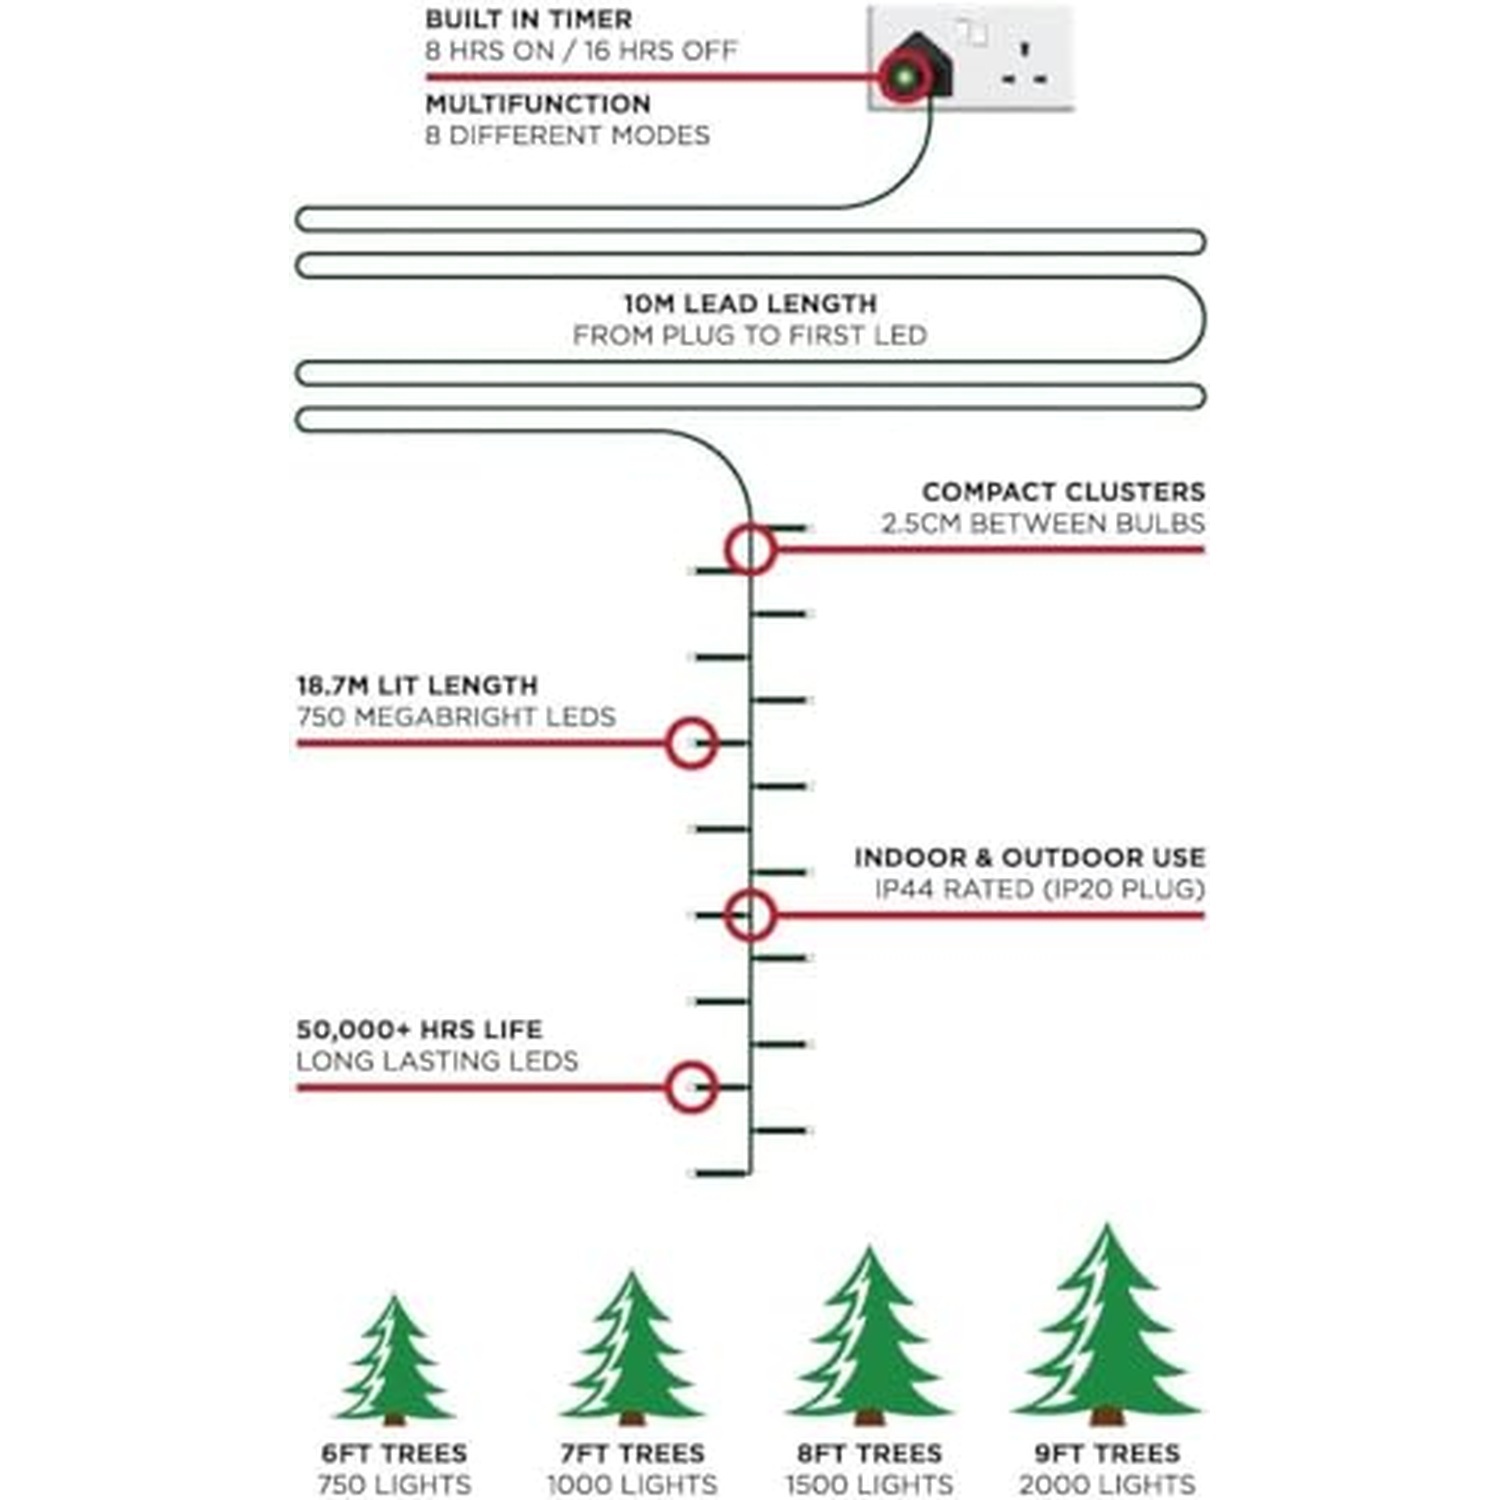 BUILT IN TIMER
8 HRS ON / 16 HRS OFF
MULTIFUNCTION
8 DIFFERENT MODES
10M LEAD LENGTH
FROM PLUG TO FIRST LED
COMPACT CLUSTERS
2.5CM BETWEEN BULBS
18.7M LIT LENGTH
750 MEGABRIGHT LEDS
INDOOR & OUTDOOR USE
IP44 RATED (IP20 PLUG)
50,000+ HRS LIFE
LONG LASTING LEDS
6FT TREES
750 LIGHTS
7FT TREES
1000 LIGHTS
8FT TREES
1500 LIGHTS
9FT TREES
2000 LIGHTS